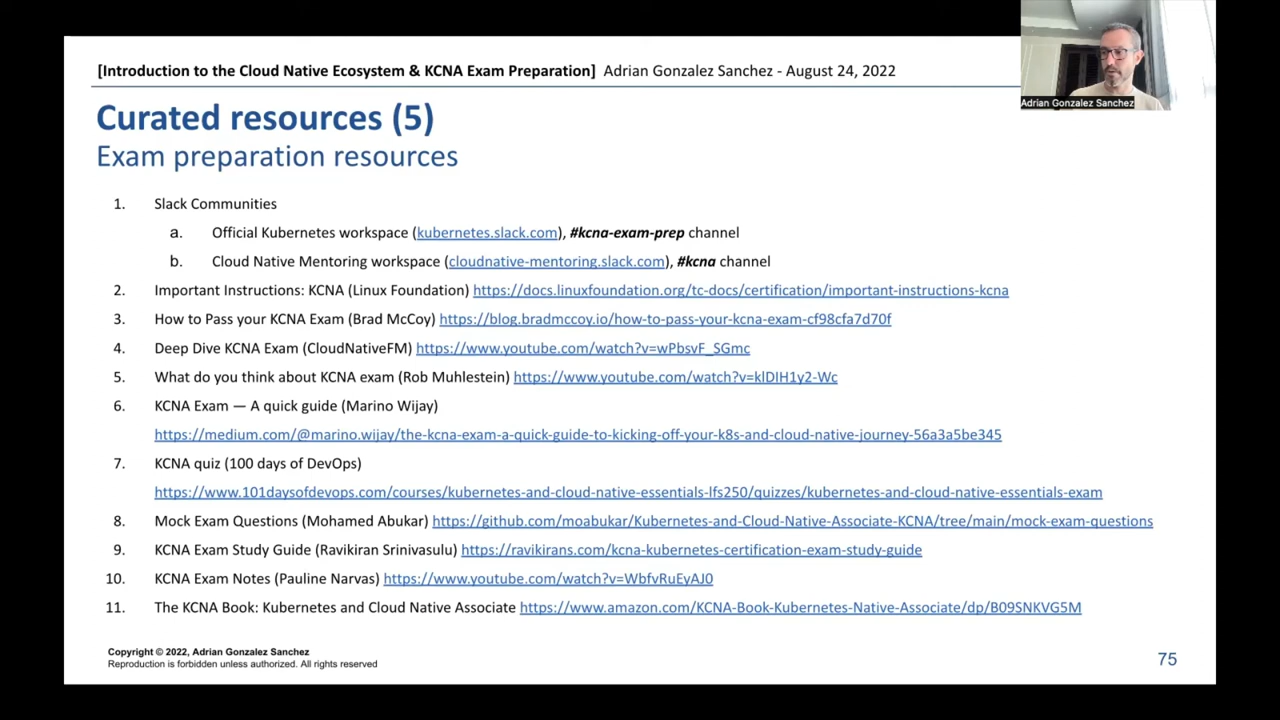 [Introduction to the Cloud Native Ecosystem & KCNA Exam Preparation] Adrian Gonzalez Sanchez - August 24, 2022
Adrian Gonzalez Sanchez
Curated resources (5)
Exam preparation resources
1. Slack Communities
a. Official Kubernetes workspace (kubernetes.slack.com), #kcna-exam-prep channel
b. Cloud Native Mentoring workspace (cloudnative-mentoring.slack.com), #kcna channel
2. Important Instructions: KCNA (Linux Foundation) https://docs.linuxfoundation.org/tc-docs/certification/important-instructions-kcna
3. How to Pass your KCNA Exam (Brad McCoy) https://blog.bradmccoy.io/how-to-pass-your-kcna-exam-cf98cfa7d70f
4. Deep Dive KCNA Exam (CloudNativeFM) https://www.youtube.com/watch?v=wPbsvF_SGmc
5. What do you think about KCNA exam (Rob Muhlestein) https://www.youtube.com/watch?v=klDIH1y2-Wc
6. KCNA Exam — A quick guide (Marino Wijay)
https://medium.com/@marino.wijay/the-kcna-exam-a-quick-guide-to-kicking-off-your-k8s-and-cloud-native-journey-56a3a5be345
7. KCNA quiz (100 days of DevOps)
https://www.101daysofdevops.com/courses/kubernetes-and-cloud-native-essentials-lfs250/quizzes/kubernetes-and-cloud-native-essentials-exam
8. Mock Exam Questions (Mohamed Abukar) https://github.com/moabukar/Kubernetes-and-Cloud-Native-Associate-KCNA/tree/main/mock-exam-questions
9. KCNA Exam Study Guide (Ravikiran Srinivasulu) https://ravikirans.com/kcna-kubernetes-certification-exam-study-guide
10. KCNA Exam Notes (Pauline Narvas) https://www.youtube.com/watch?v=WbfvRuEyAJ0
11. The KCNA Book: Kubernetes and Cloud Native Associate https://www.amazon.com/KCNA-Book-Kubernetes-Native-Associate/dp/B09SNKVG5M
Copyright © 2022, Adrian Gonzalez Sanchez
Reproduction is forbidden unless authorized. All rights reserved
75